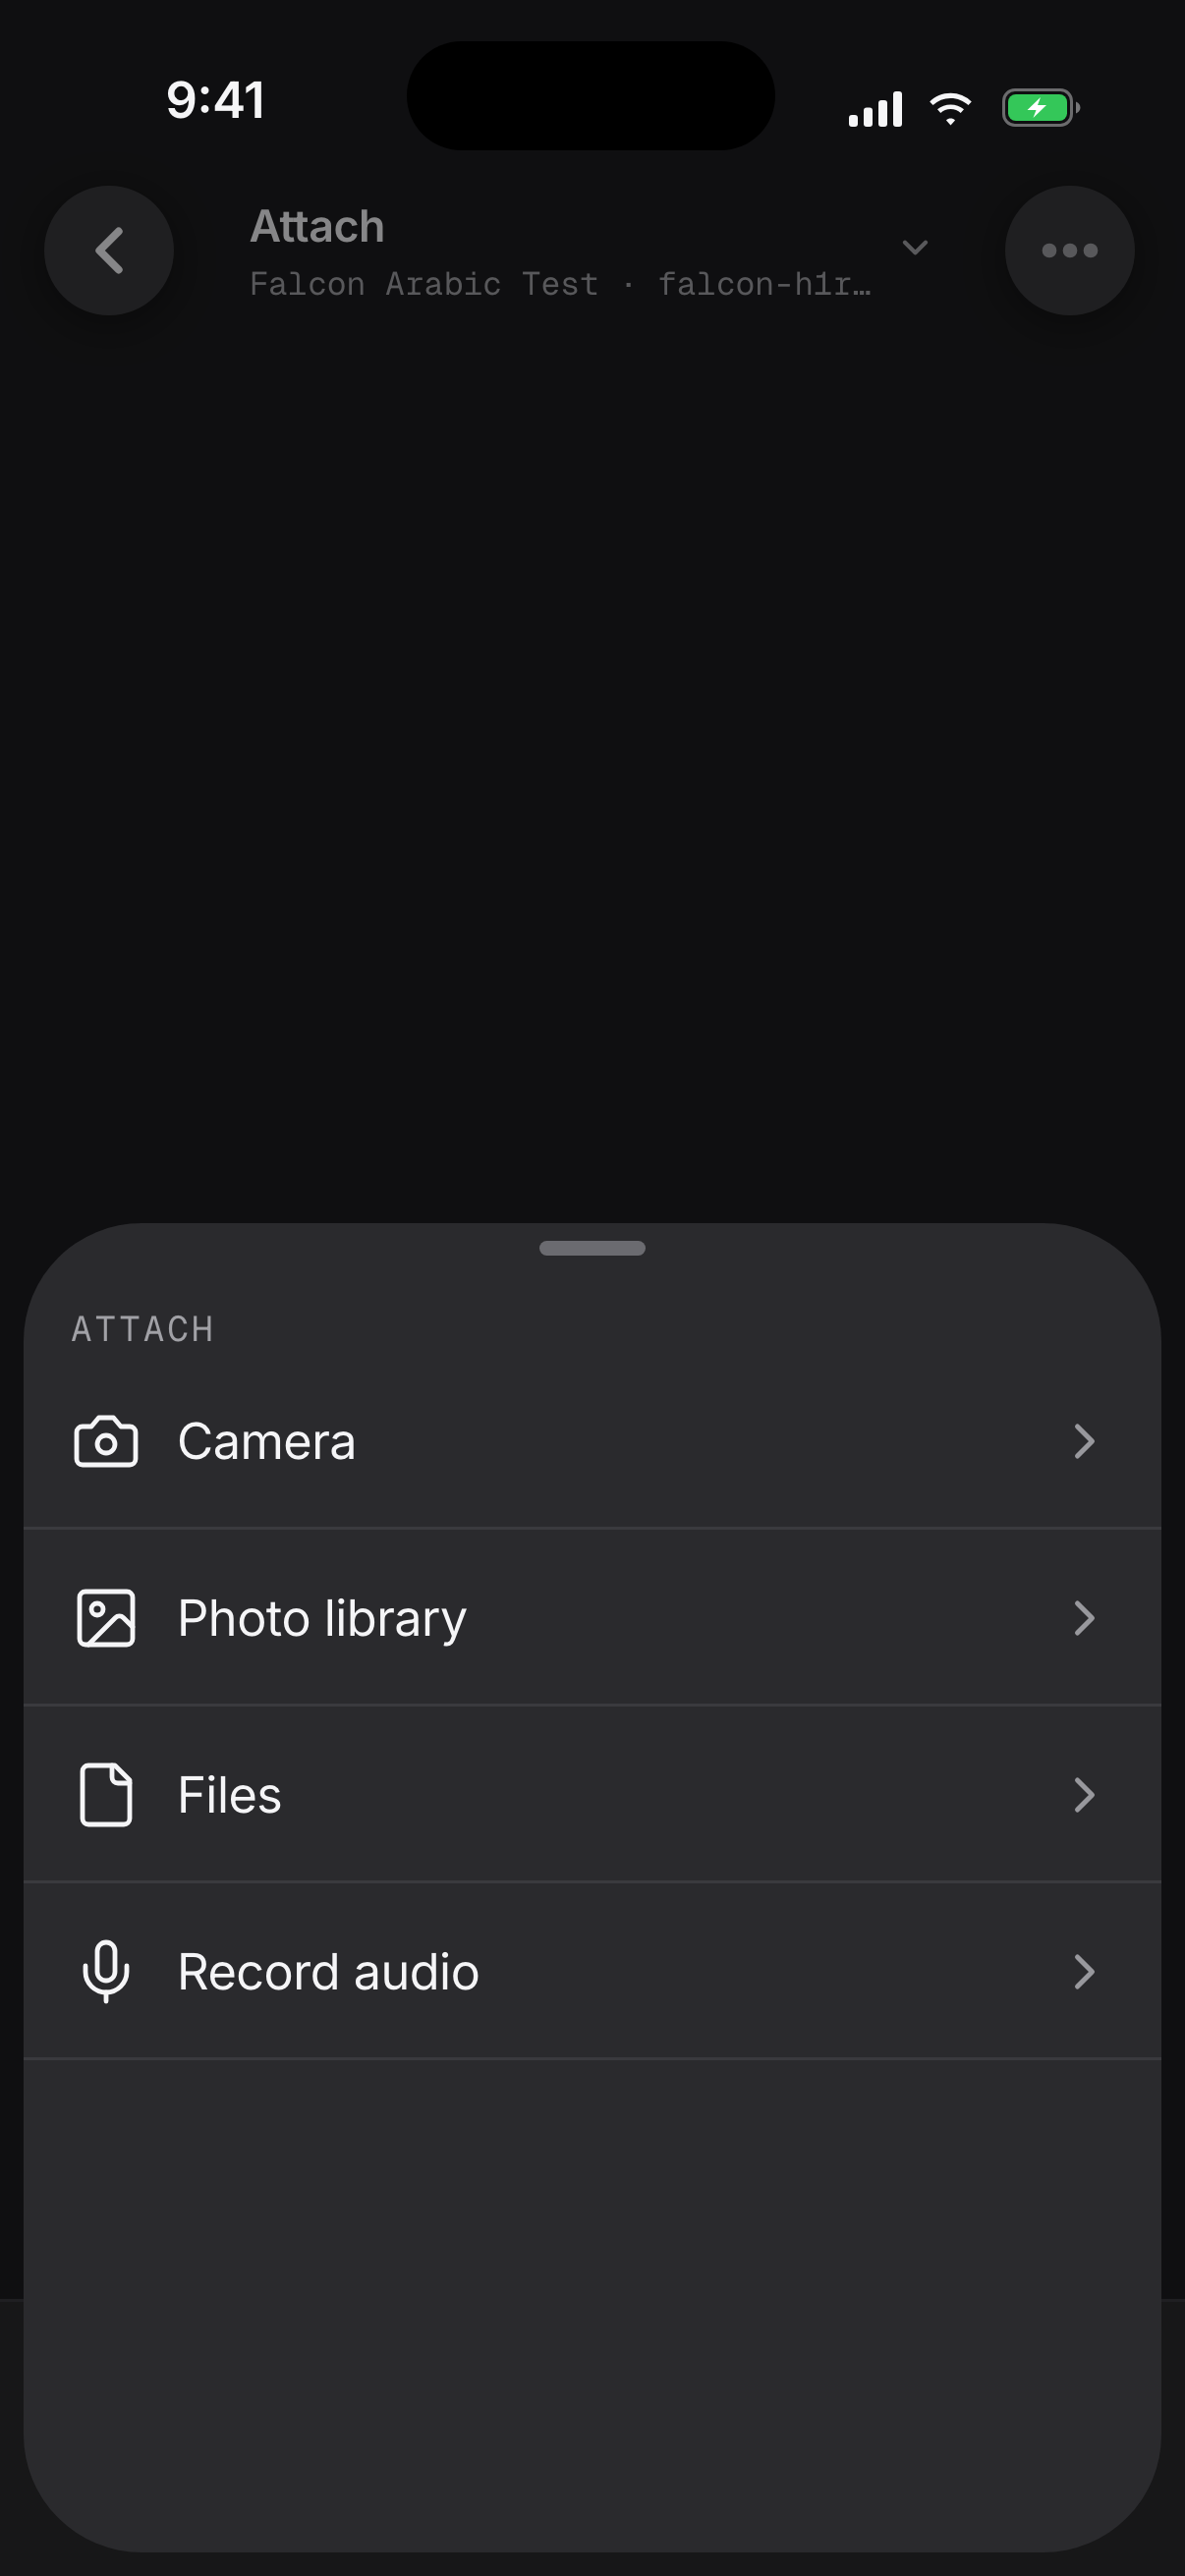 9:41
Attach
Falcon Arabic Test · falcon-h1r…
ATTACH
Camera
Photo library
Files
Record audio